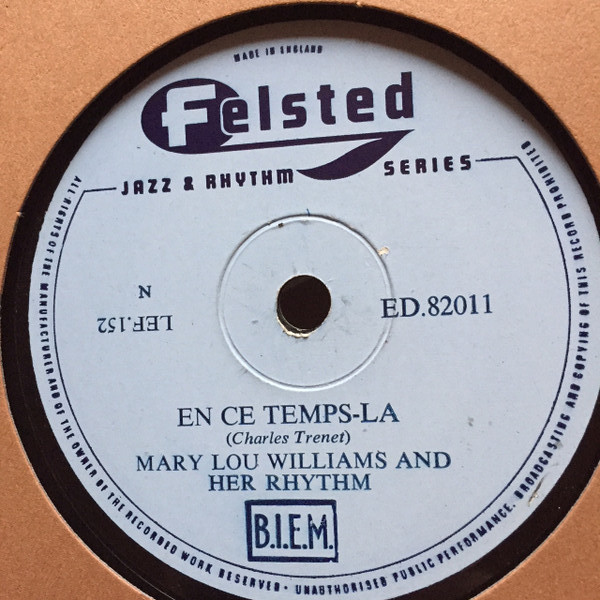 MADE IN ENGLAND
Felsted
JAZZ & RHYTHM SERIES
ALL RIGHTS OF THE MANUFACTURER AND OF THE OWNER OF THE RECORDED WORK RESERVED · UNAUTHORISED PUBLIC PERFORMANCE, BROADCASTING AND COPYING OF THIS RECORD PROHIBITED
N
LEF.152
ED.82011
EN CE TEMPS-LA
(Charles Trenet)
MARY LOU WILLIAMS AND
HER RHYTHM
B.I.E.M.